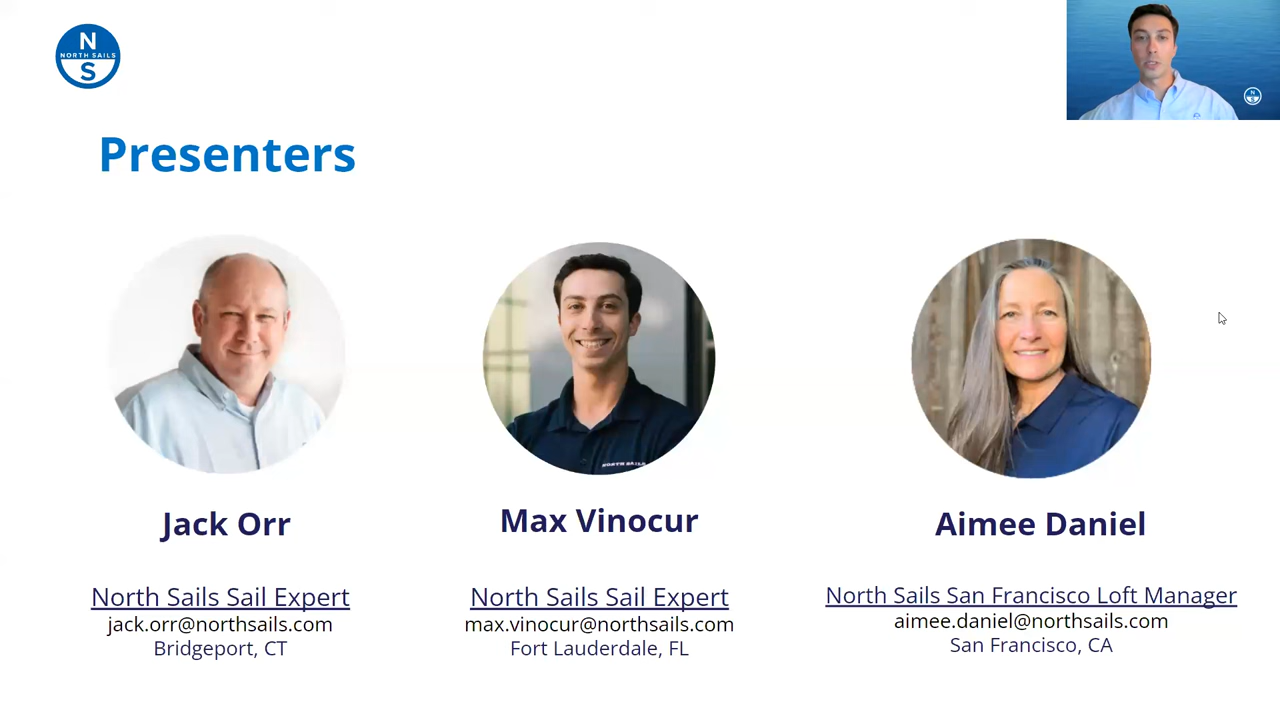 N
NORTH SAILS
S
Presenters
NORTH SAILS
Jack Orr
Max Vinocur
Aimee Daniel
North Sails Sail Expert
jack.orr@northsails.com
Bridgeport, CT
North Sails Sail Expert
max.vinocur@northsails.com
Fort Lauderdale, FL
North Sails San Francisco Loft Manager
aimee.daniel@northsails.com
San Francisco, CA